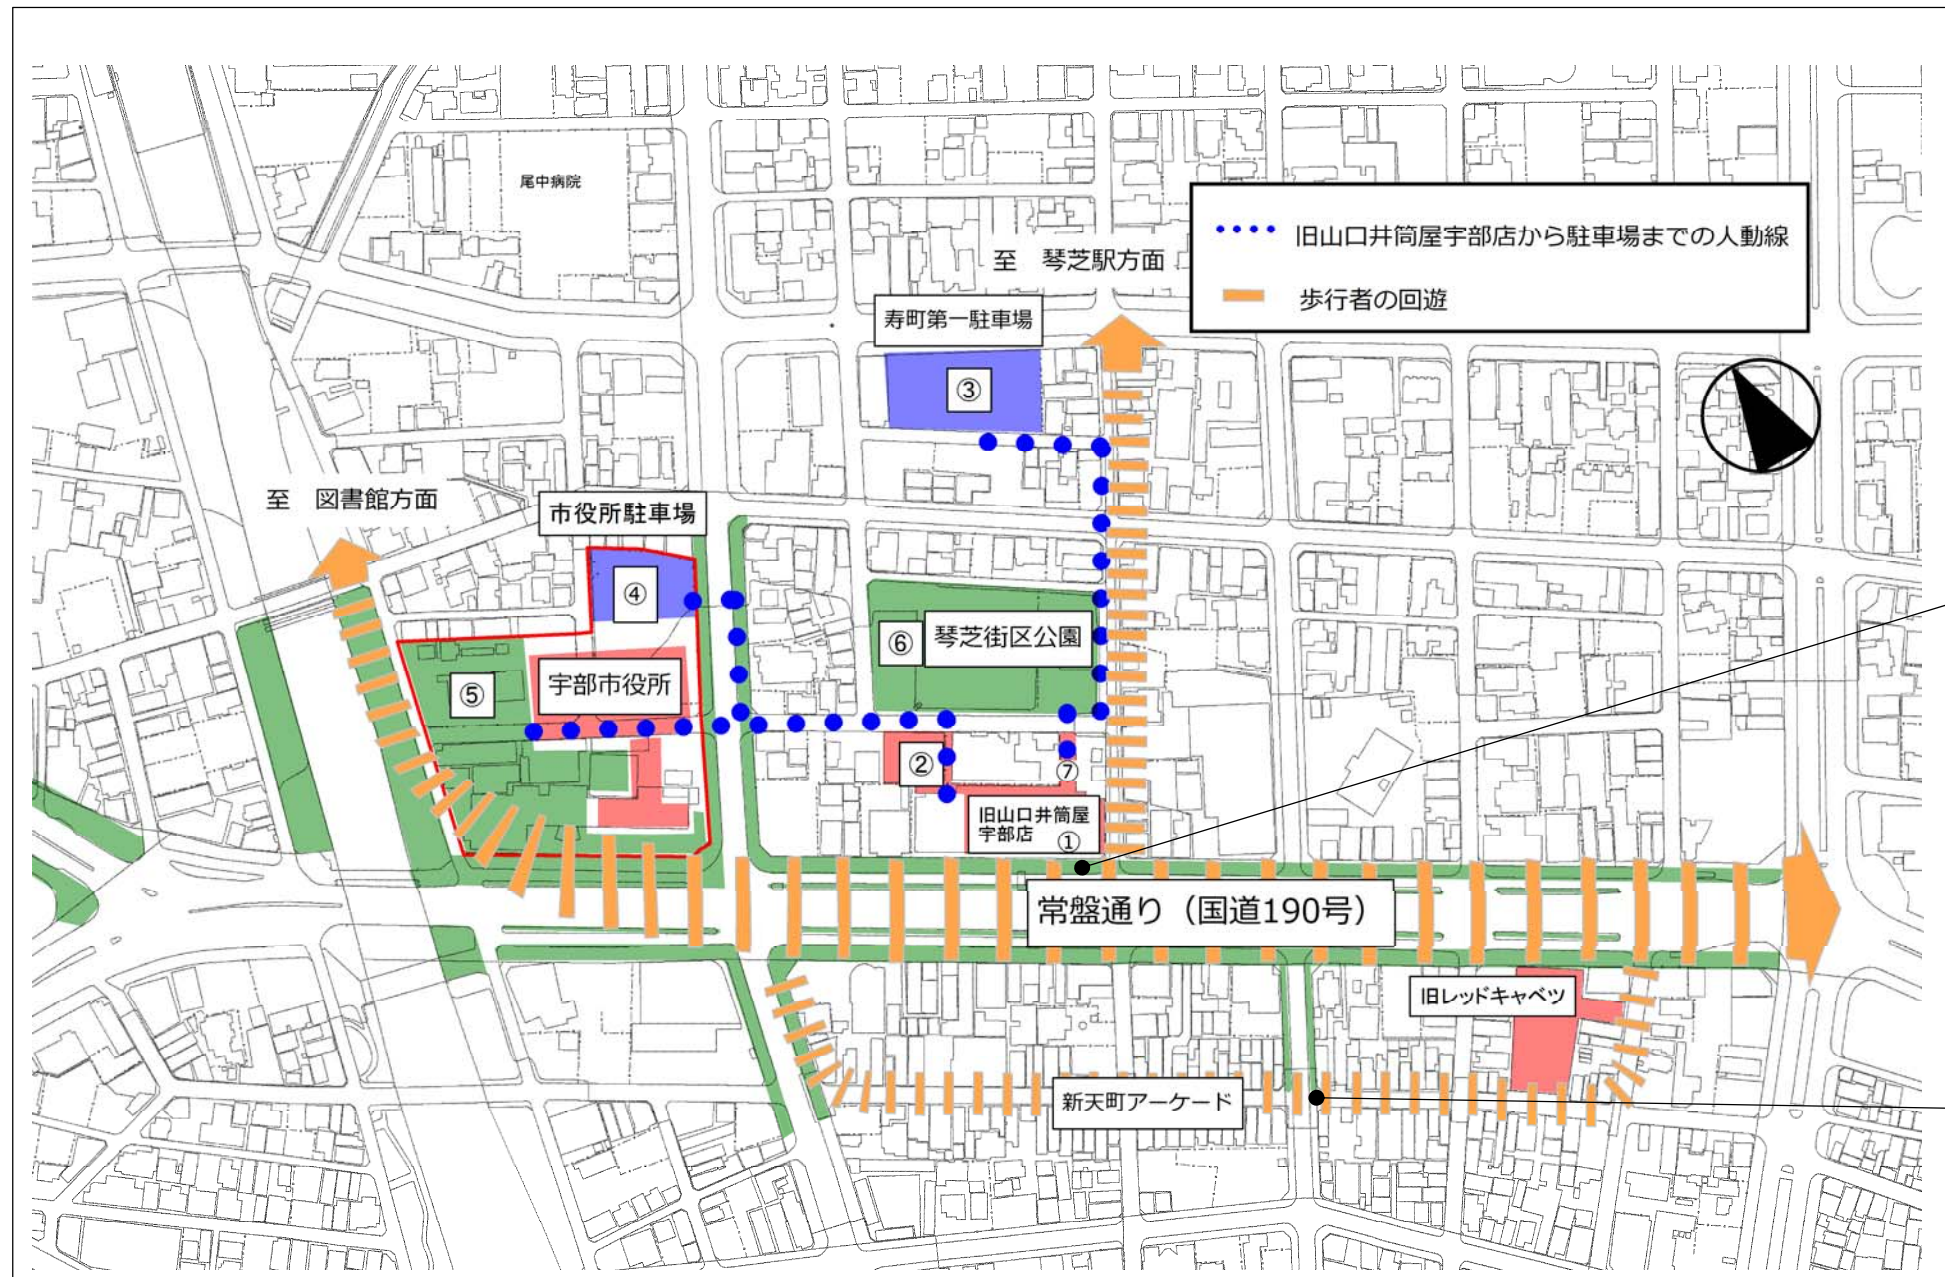 尾中病院
旧山口井筒屋宇部店から駐車場までの人動線
至　琴芝駅方面
歩行者の回遊
寿町第一駐車場
③
至　図書館方面
市役所駐車場
④
⑥
琴芝街区公園
⑤
宇部市役所
②
⑦
旧山口井筒屋
宇部店
①
常盤通り（国道190号）
旧レッドキャベツ
新天町アーケード